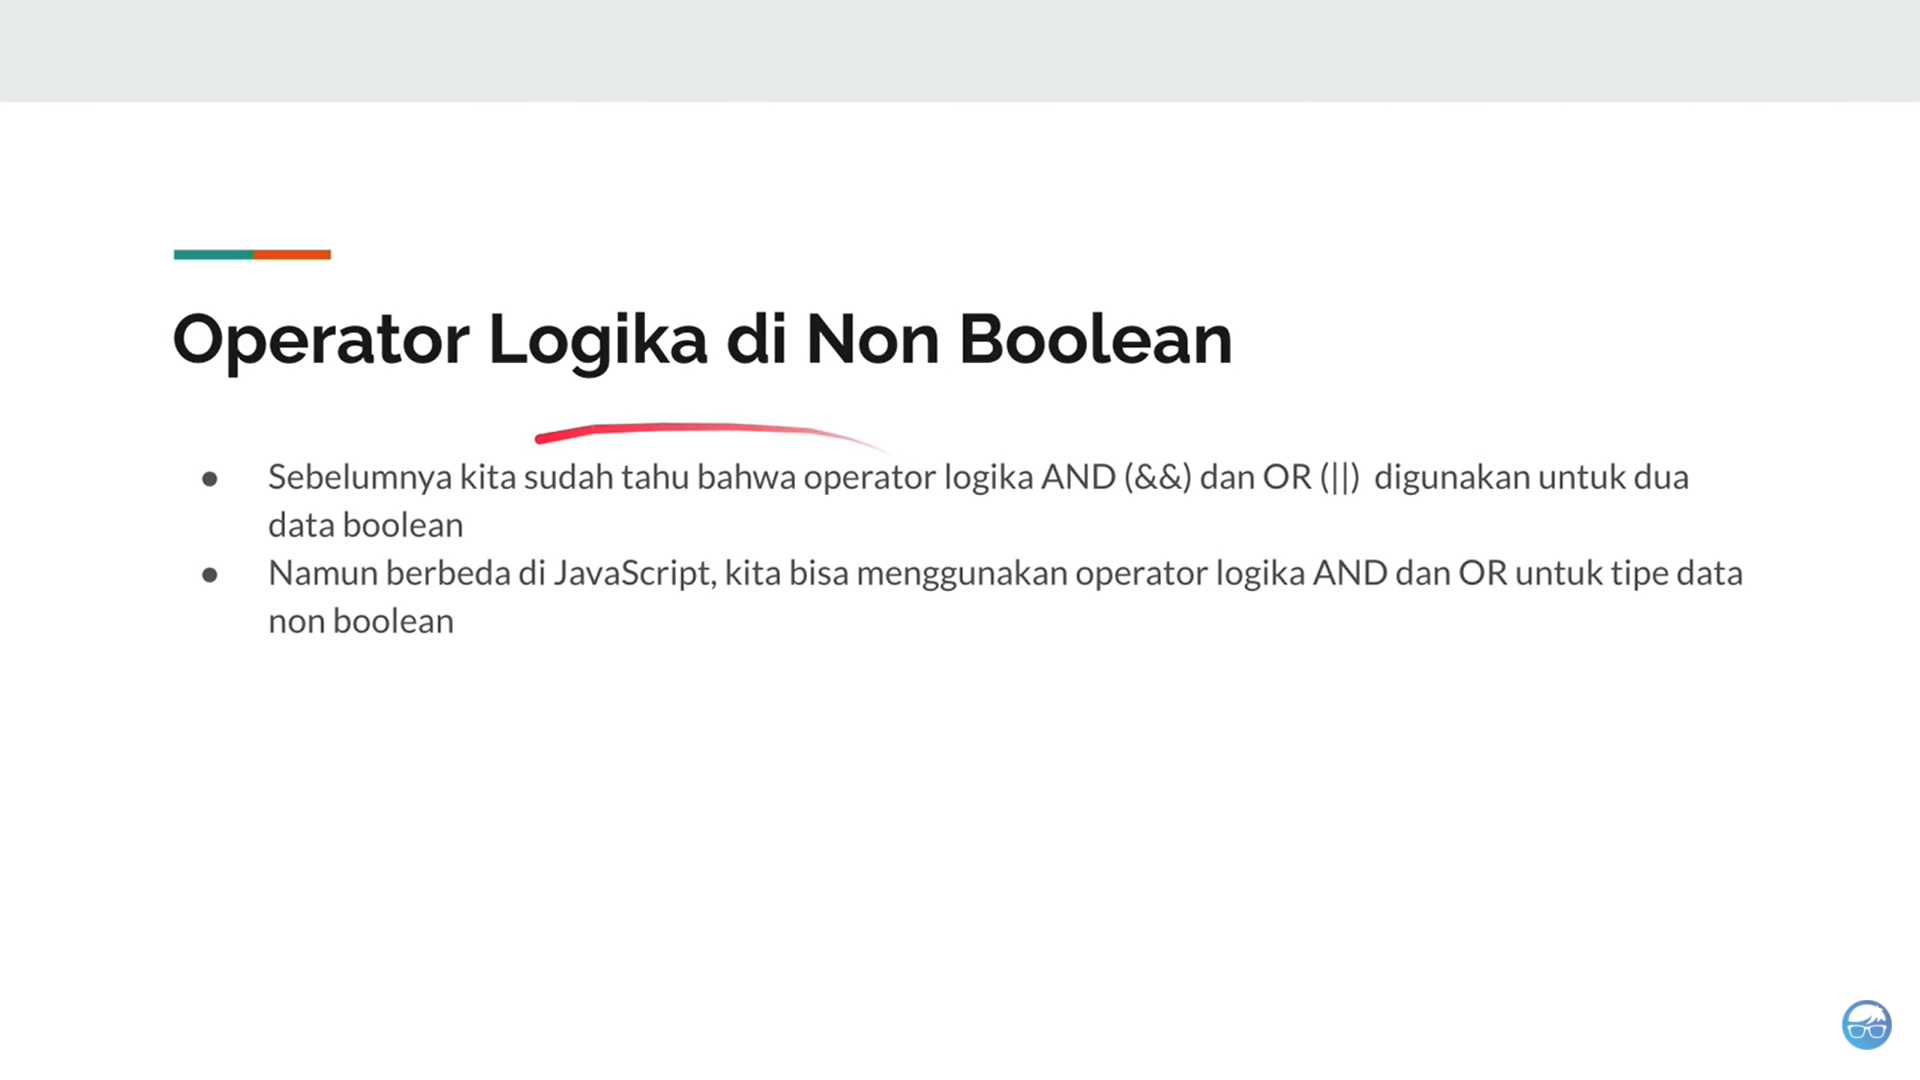 Operator Logika di Non Boolean
● Sebelumnya kita sudah tahu bahwa operator logika AND (&&) dan OR (||) digunakan untuk dua
data boolean
● Namun berbeda di JavaScript, kita bisa menggunakan operator logika AND dan OR untuk tipe data
non boolean